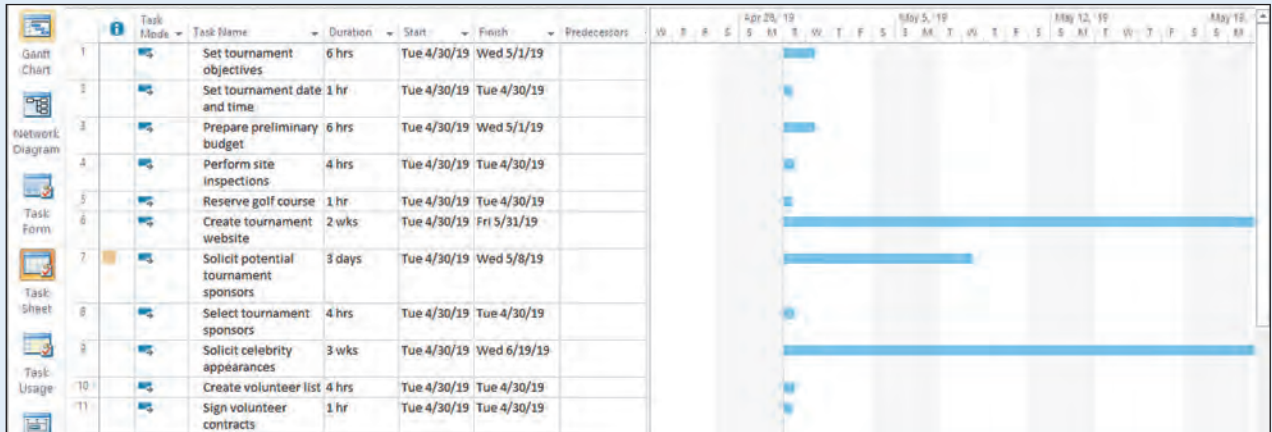 Task
Mode Task Name Duration Start Finish Predecessors
Apr 28, '19 May 5, '19 May 12, '19 May 19,
W T F S S M T W T F S S M T W T F S S M T W T F S S M
Gantt
Chart
Network
Diagram
Task
Form
Task
Sheet
Task
Usage
1 Set tournament 6 hrs Tue 4/30/19 Wed 5/1/19
objectives
2 Set tournament date 1 hr Tue 4/30/19 Tue 4/30/19
and time
3 Prepare preliminary 6 hrs Tue 4/30/19 Wed 5/1/19
budget
4 Perform site 4 hrs Tue 4/30/19 Tue 4/30/19
inspections
5 Reserve golf course 1 hr Tue 4/30/19 Tue 4/30/19
6 Create tournament 2 wks Tue 4/30/19 Fri 5/31/19
website
7 Solicit potential 3 days Tue 4/30/19 Wed 5/8/19
tournament
sponsors
8 Select tournament 4 hrs Tue 4/30/19 Tue 4/30/19
sponsors
9 Solicit celebrity 3 wks Tue 4/30/19 Wed 6/19/19
appearances
10 Create volunteer list 4 hrs Tue 4/30/19 Tue 4/30/19
11 Sign volunteer 1 hr Tue 4/30/19 Tue 4/30/19
contracts